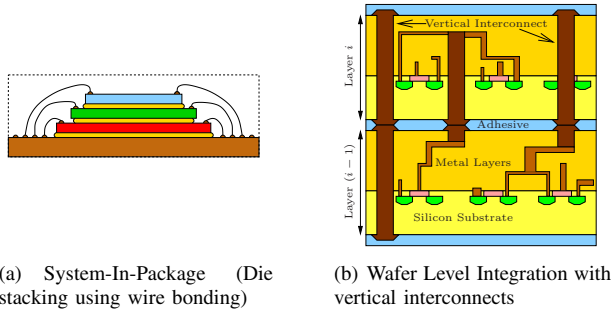 Vertical Interconnect
Layer i
Adhesive
Layer (i − 1)
Metal Layers
Silicon Substrate
(a) System-In-Package (Die
stacking using wire bonding)
(b) Wafer Level Integration with
vertical interconnects